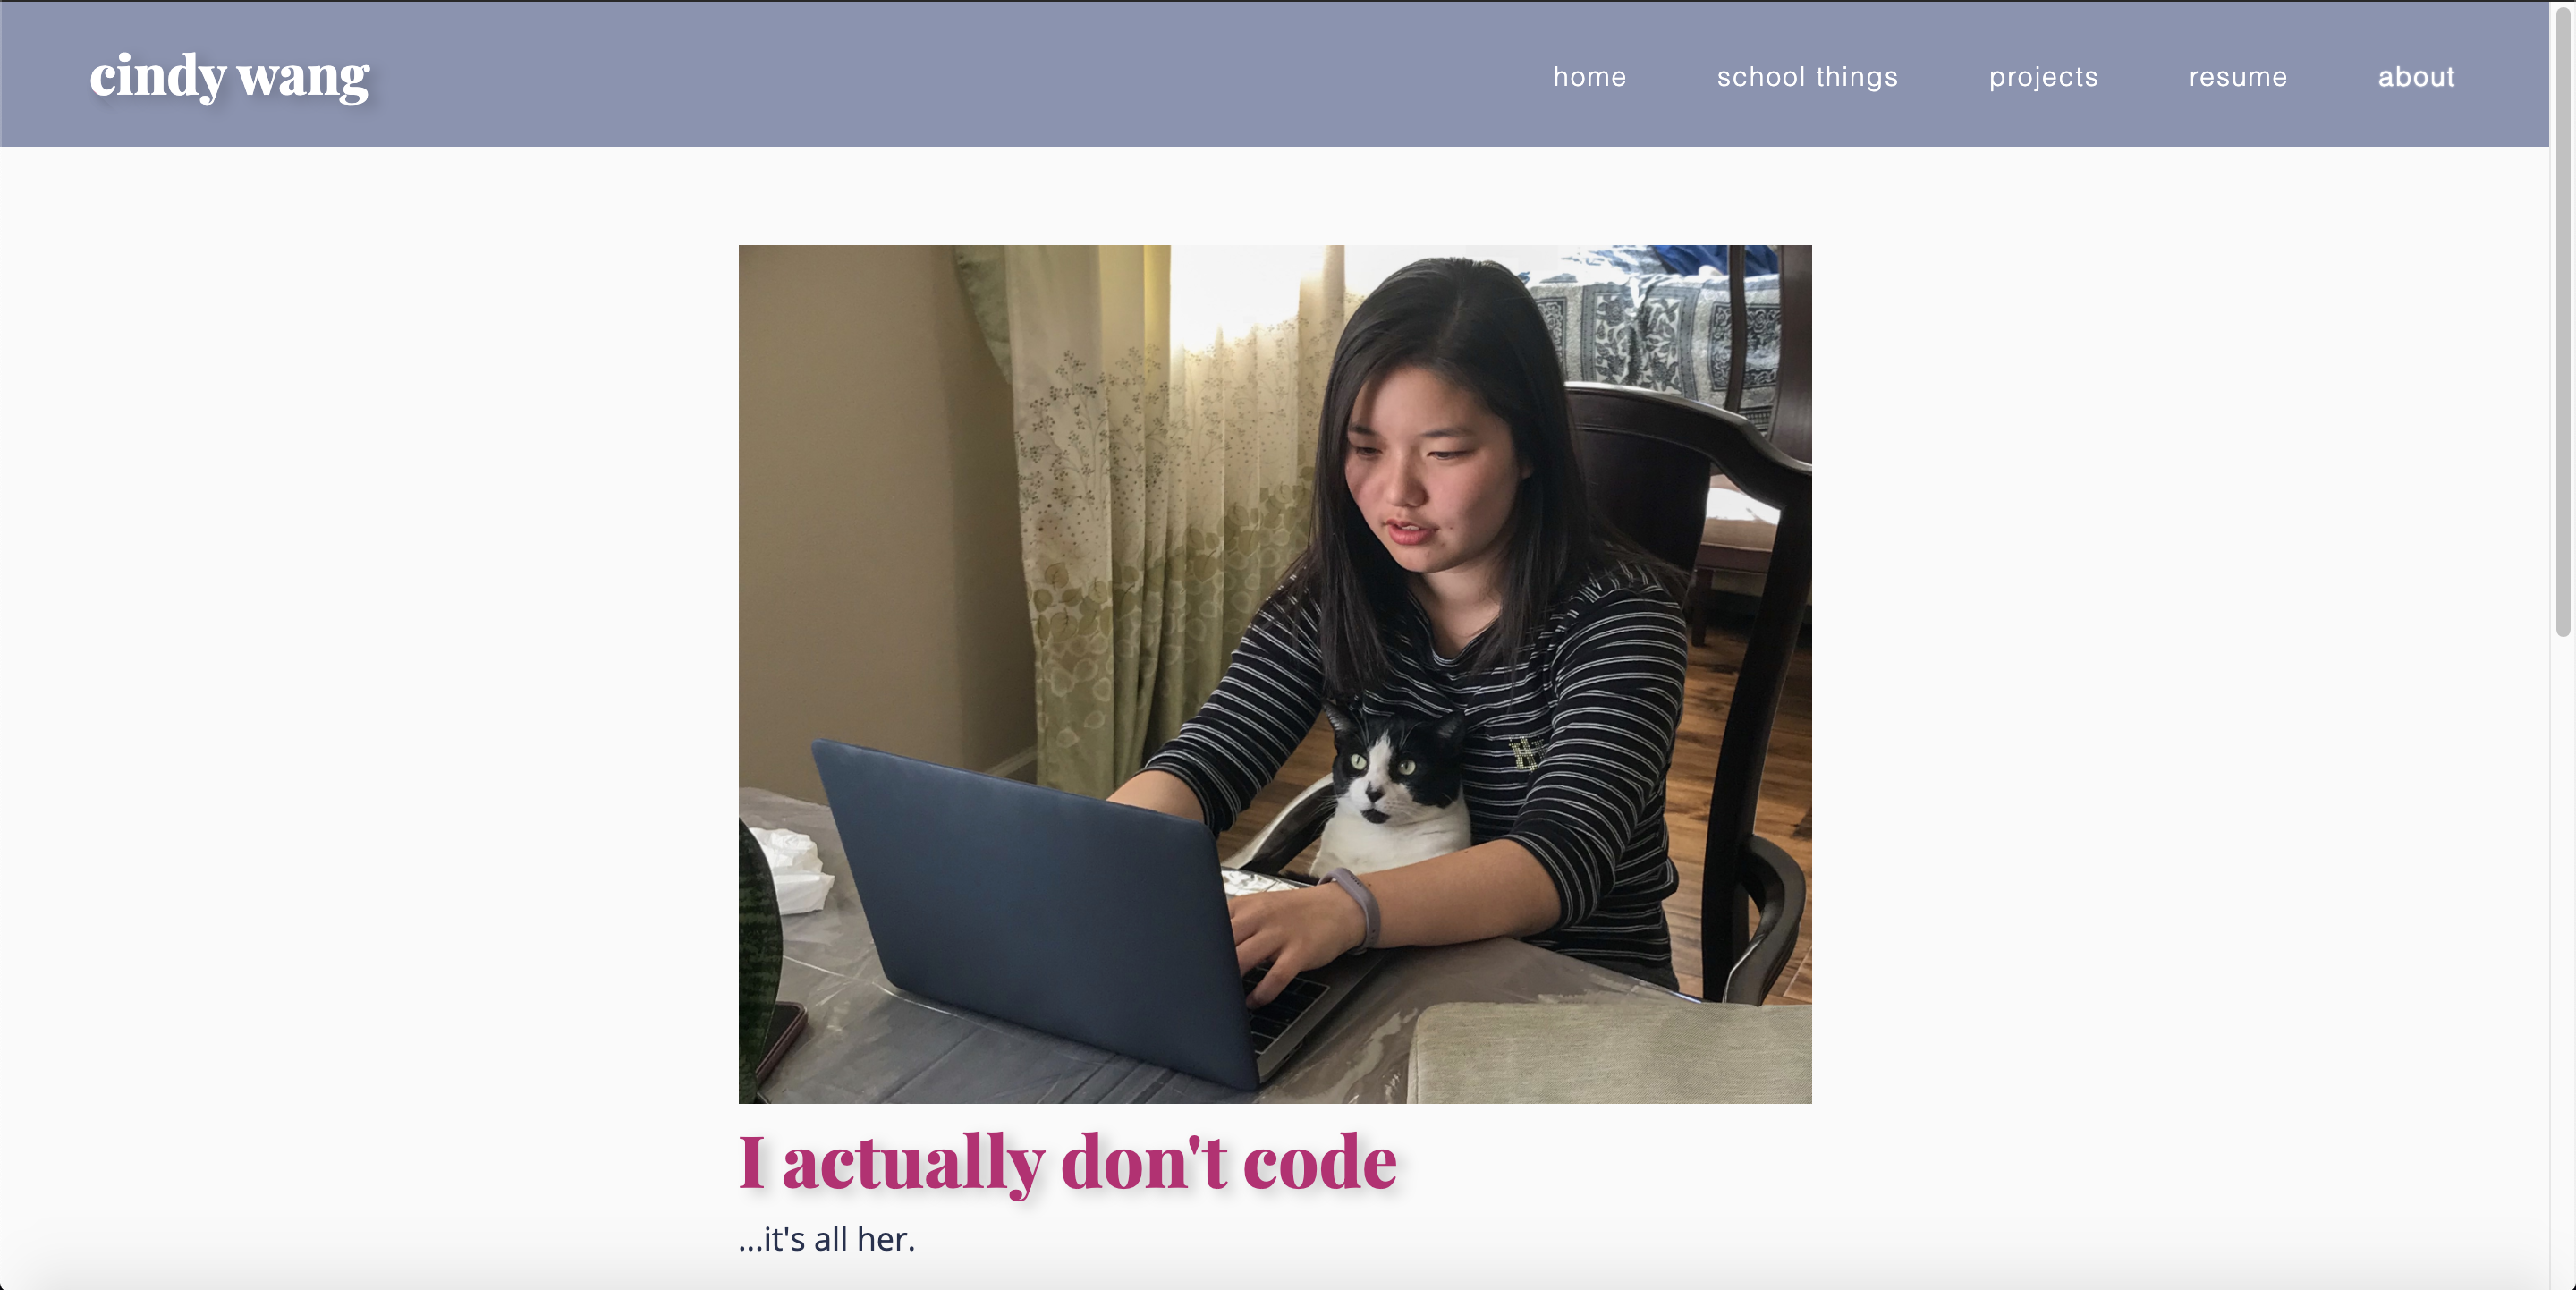 cindy wang
home school things projects resume about
I actually don't code
...it's all her.